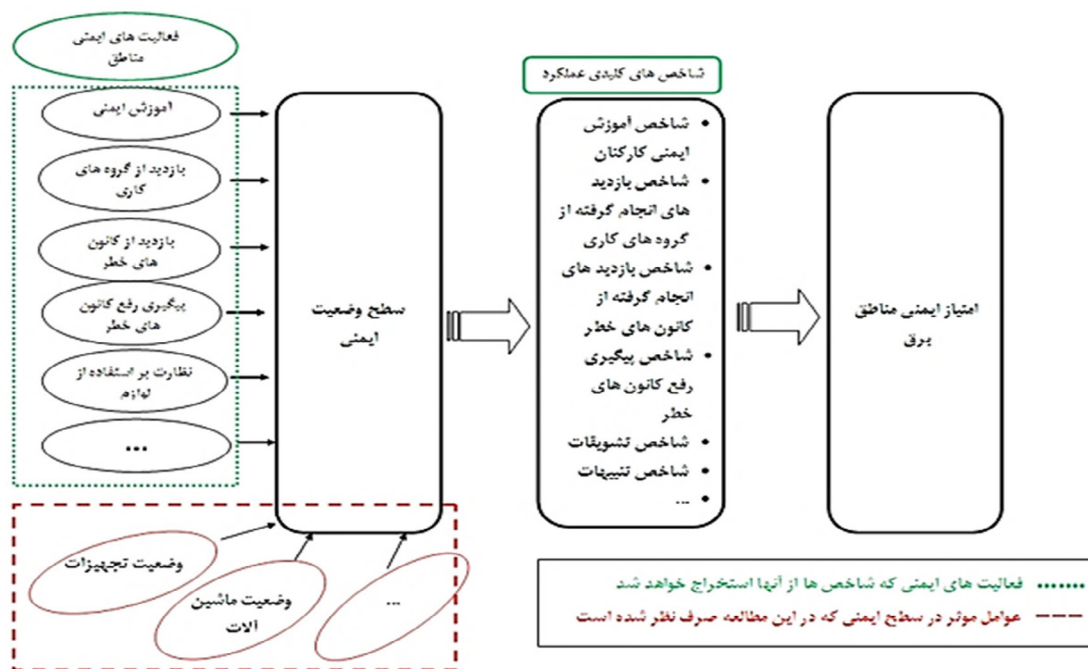 فعالیت های ایمنی
مناطق
آموزش ایمنی
بازدید از گروه های
کاری
بازدید از کانون
های خطر
پیگیری رفع کانون
های خطر
نظارت بر استفاده از
لوازم
...
سطح وضعیت
ایمنی
شاخص های کلیدی عملکرد
• شاخص آموزش
ایمنی کارکنان
• شاخص بازدید
های انجام گرفته از
گروه های کاری
• شاخص بازدید های
انجام گرفته از
کانون های خطر
• شاخص پیگیری
رفع کانون های
خطر
• شاخص تشویقات
• شاخص تنبیهات
• ...
امتیاز ایمنی مناطق
برق
وضعیت تجهیزات
وضعیت ماشین
آلات
...
فعالیت های ایمنی که شاخص ها از آنها استخراج خواهد شد
عوامل موثر در سطح ایمنی که در این مطالعه صرف نظر شده است